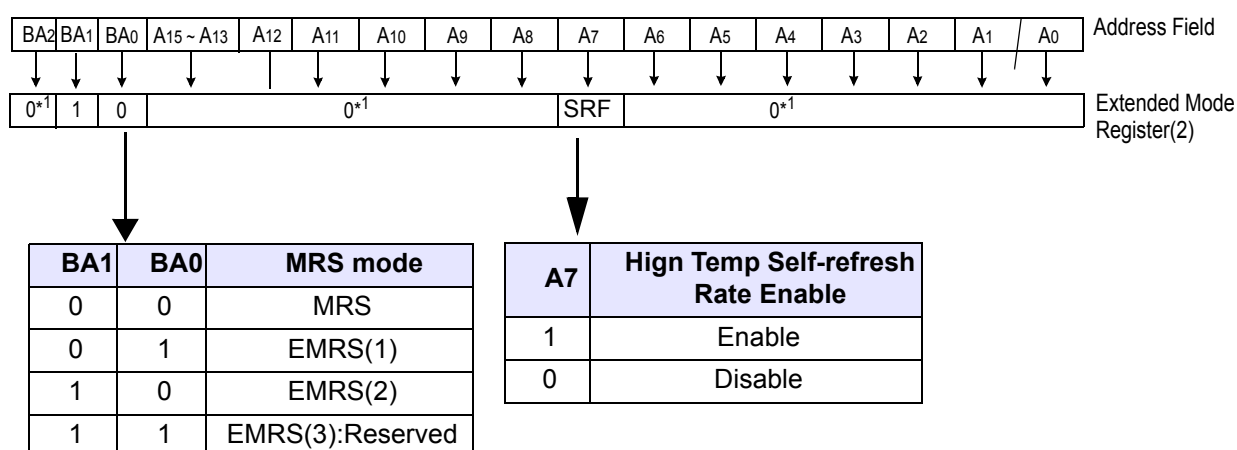 BA2 BA1 BA0 A15 ~ A13 A12 A11 A10 A9 A8 A7 A6 A5 A4 A3 A2 A1 A0 Address Field
0*1 1 0 0*1 SRF 0*1 Extended Mode
Register(2)
BA1 BA0 MRS mode
0 0 MRS
0 1 EMRS(1)
1 0 EMRS(2)
1 1 EMRS(3):Reserved
A7 Hign Temp Self-refresh
Rate Enable
1 Enable
0 Disable